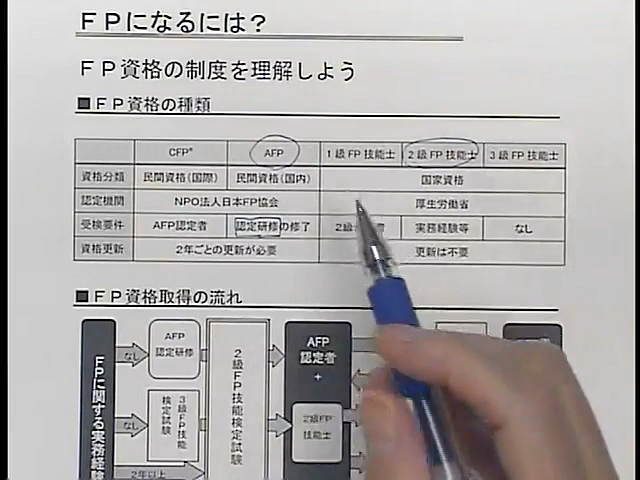 ＦＰになるには？
ＦＰ資格の制度を理解しよう
■ＦＰ資格の種類
CFP® AFP 1級FP技能士 2級FP技能士 3級FP技能士
資格分類 民間資格(国際) 民間資格(国内) 国家資格
認定機関 NPO法人日本FP協会 厚生労働省
受検要件 AFP認定者 認定研修の修了 2級 実務経験等 なし
資格更新 2年ごとの更新が必要 更新は不要
■ＦＰ資格取得の流れ
FPに関する実務経験
なし
AFP
認定研修
なし
3級FP技能
検定試験
2年以上
2級FP技能検定試験
AFP
認定者
+
2級FP
技能士